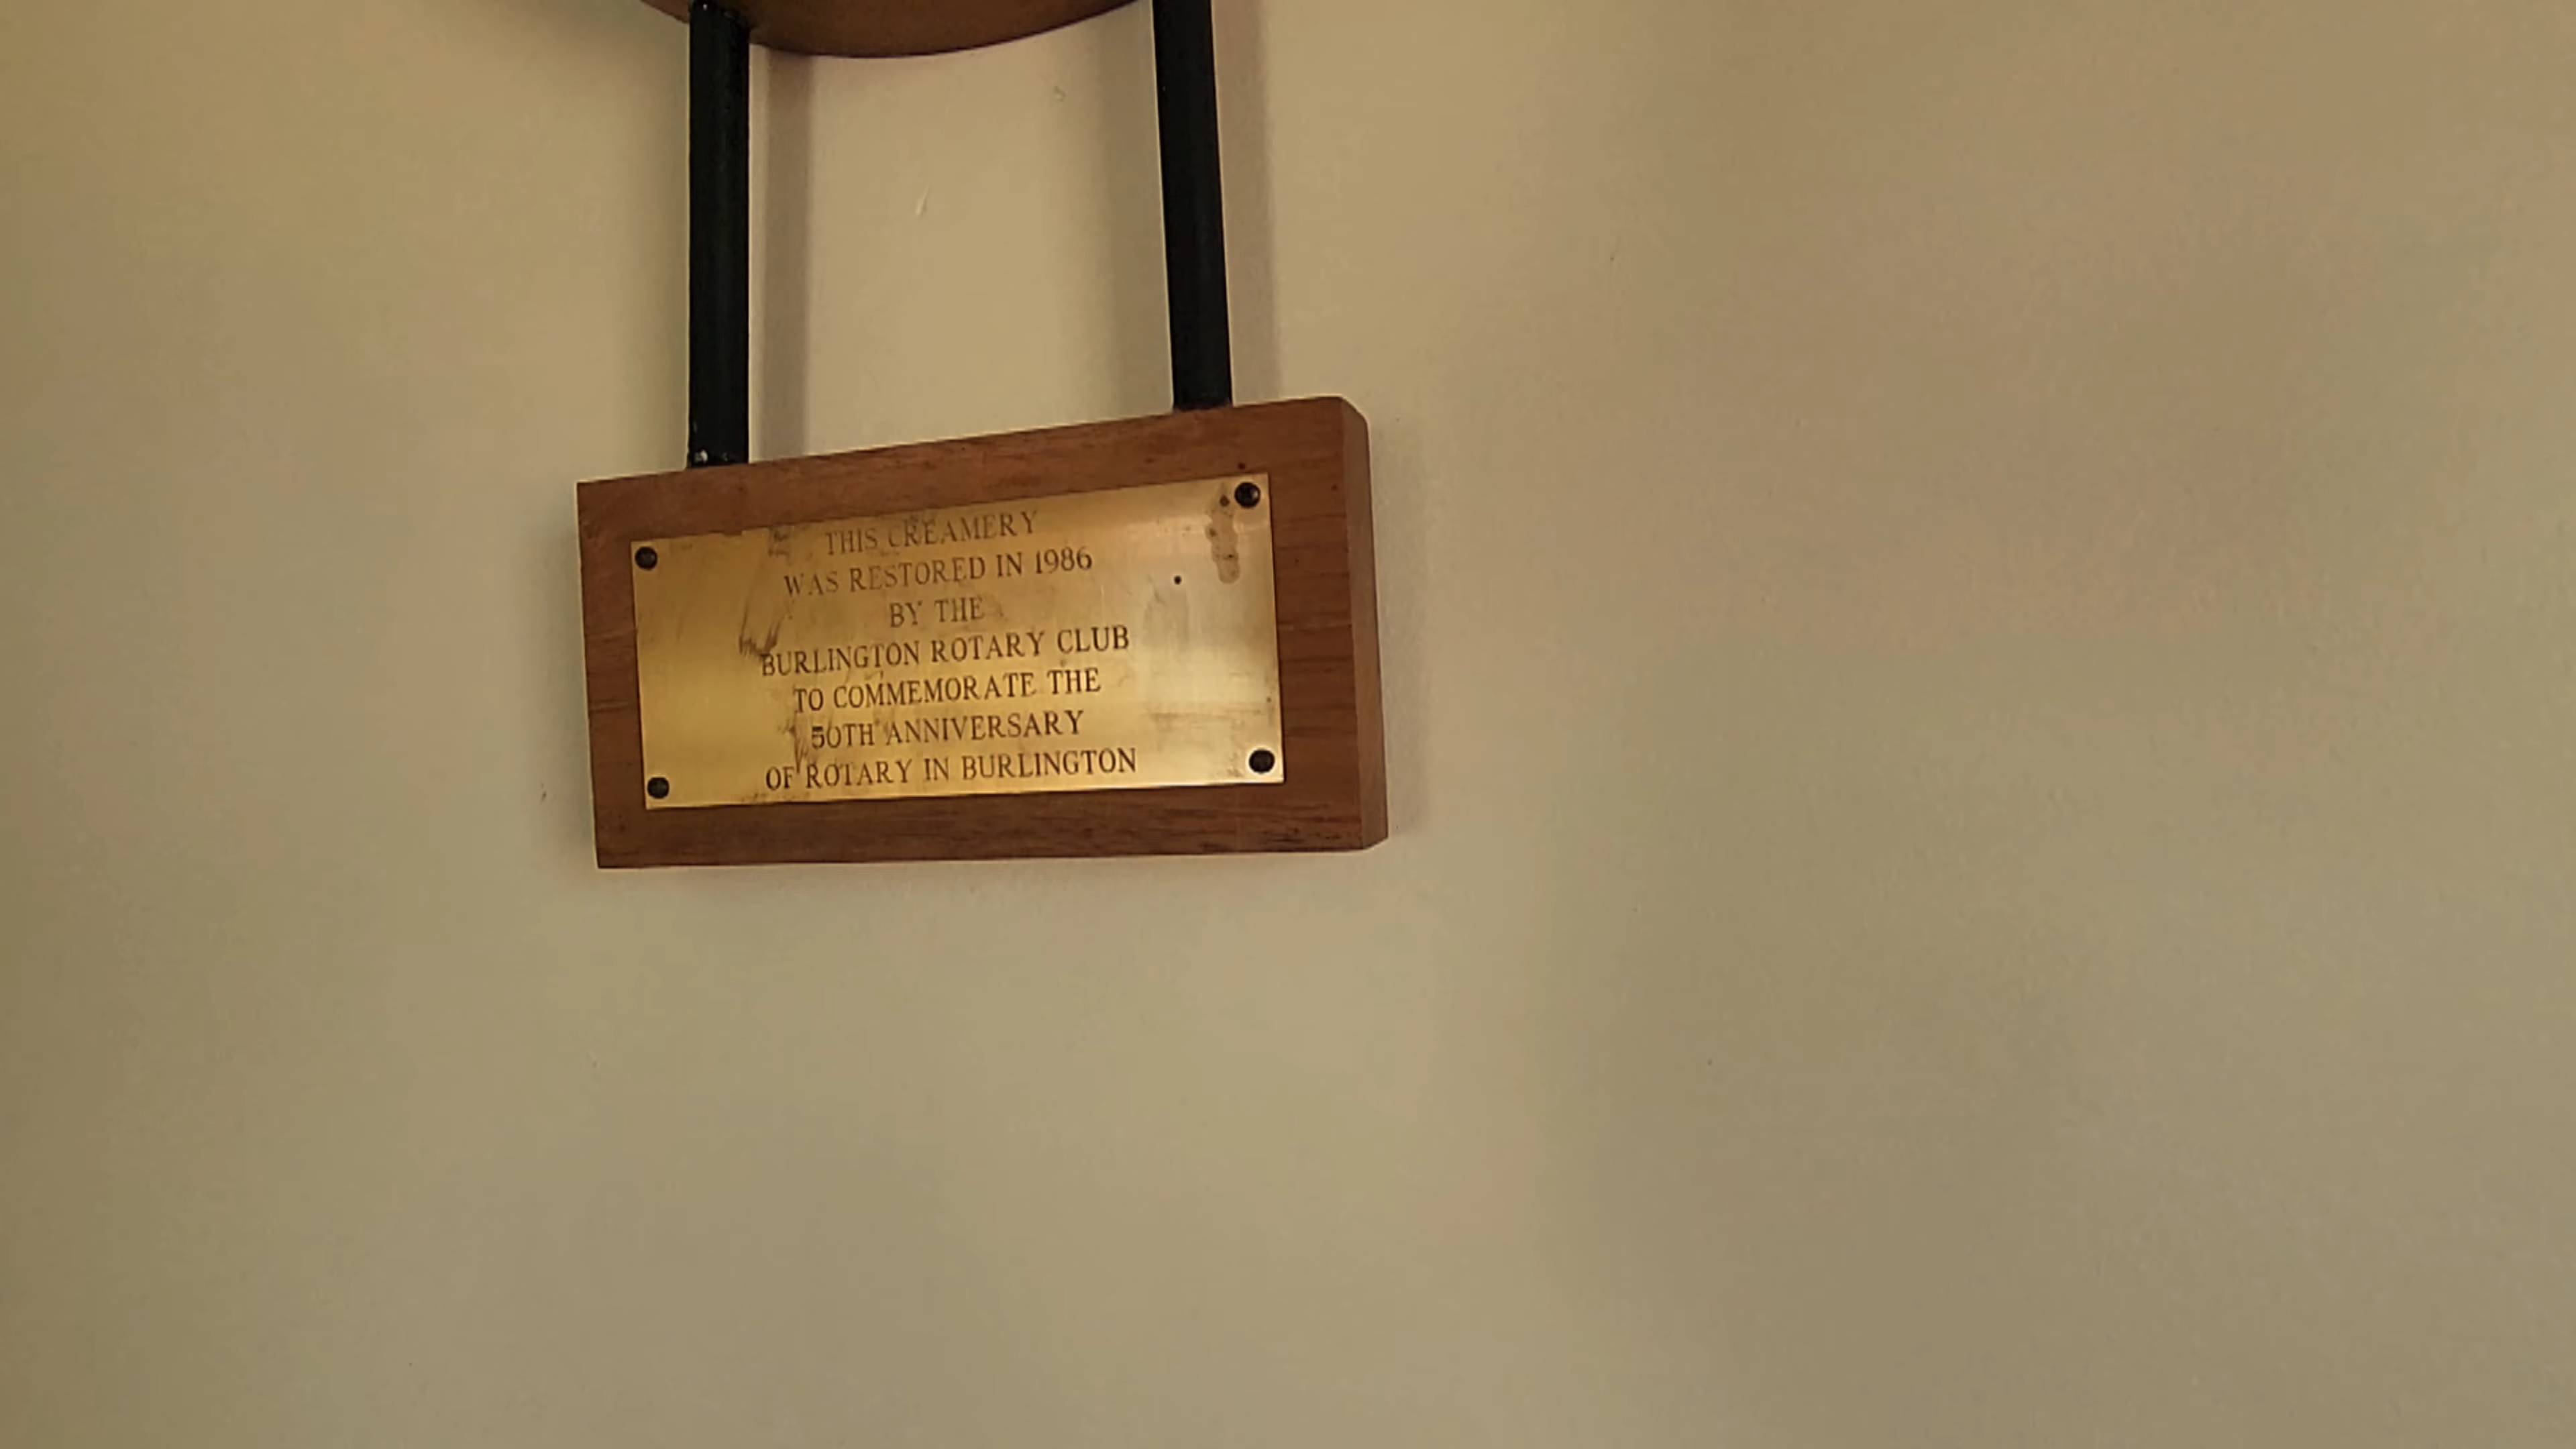 THIS CREAMERY
WAS RESTORED IN 1986
BY THE
BURLINGTON ROTARY CLUB
TO COMMEMORATE THE
50TH ANNIVERSARY
OF ROTARY IN BURLINGTON